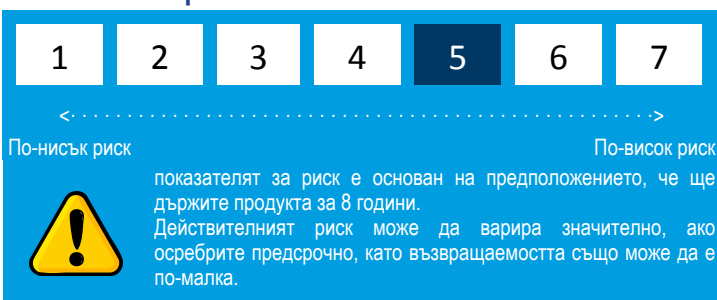 1 2 3 4 5 6 7
<· · · · · · · · · · · · · · · · · · · · · · · · · · · · · · · · · · · · · · · · · · · · · · · · · · · · ·>
По-нисък риск По-висок риск
показателят за риск е основан на предположението, че ще
държите продукта за 8 години.
Действителният риск може да варира значително, ако
осребрите предсрочно, като възвращаемостта също може да е
по-малка.